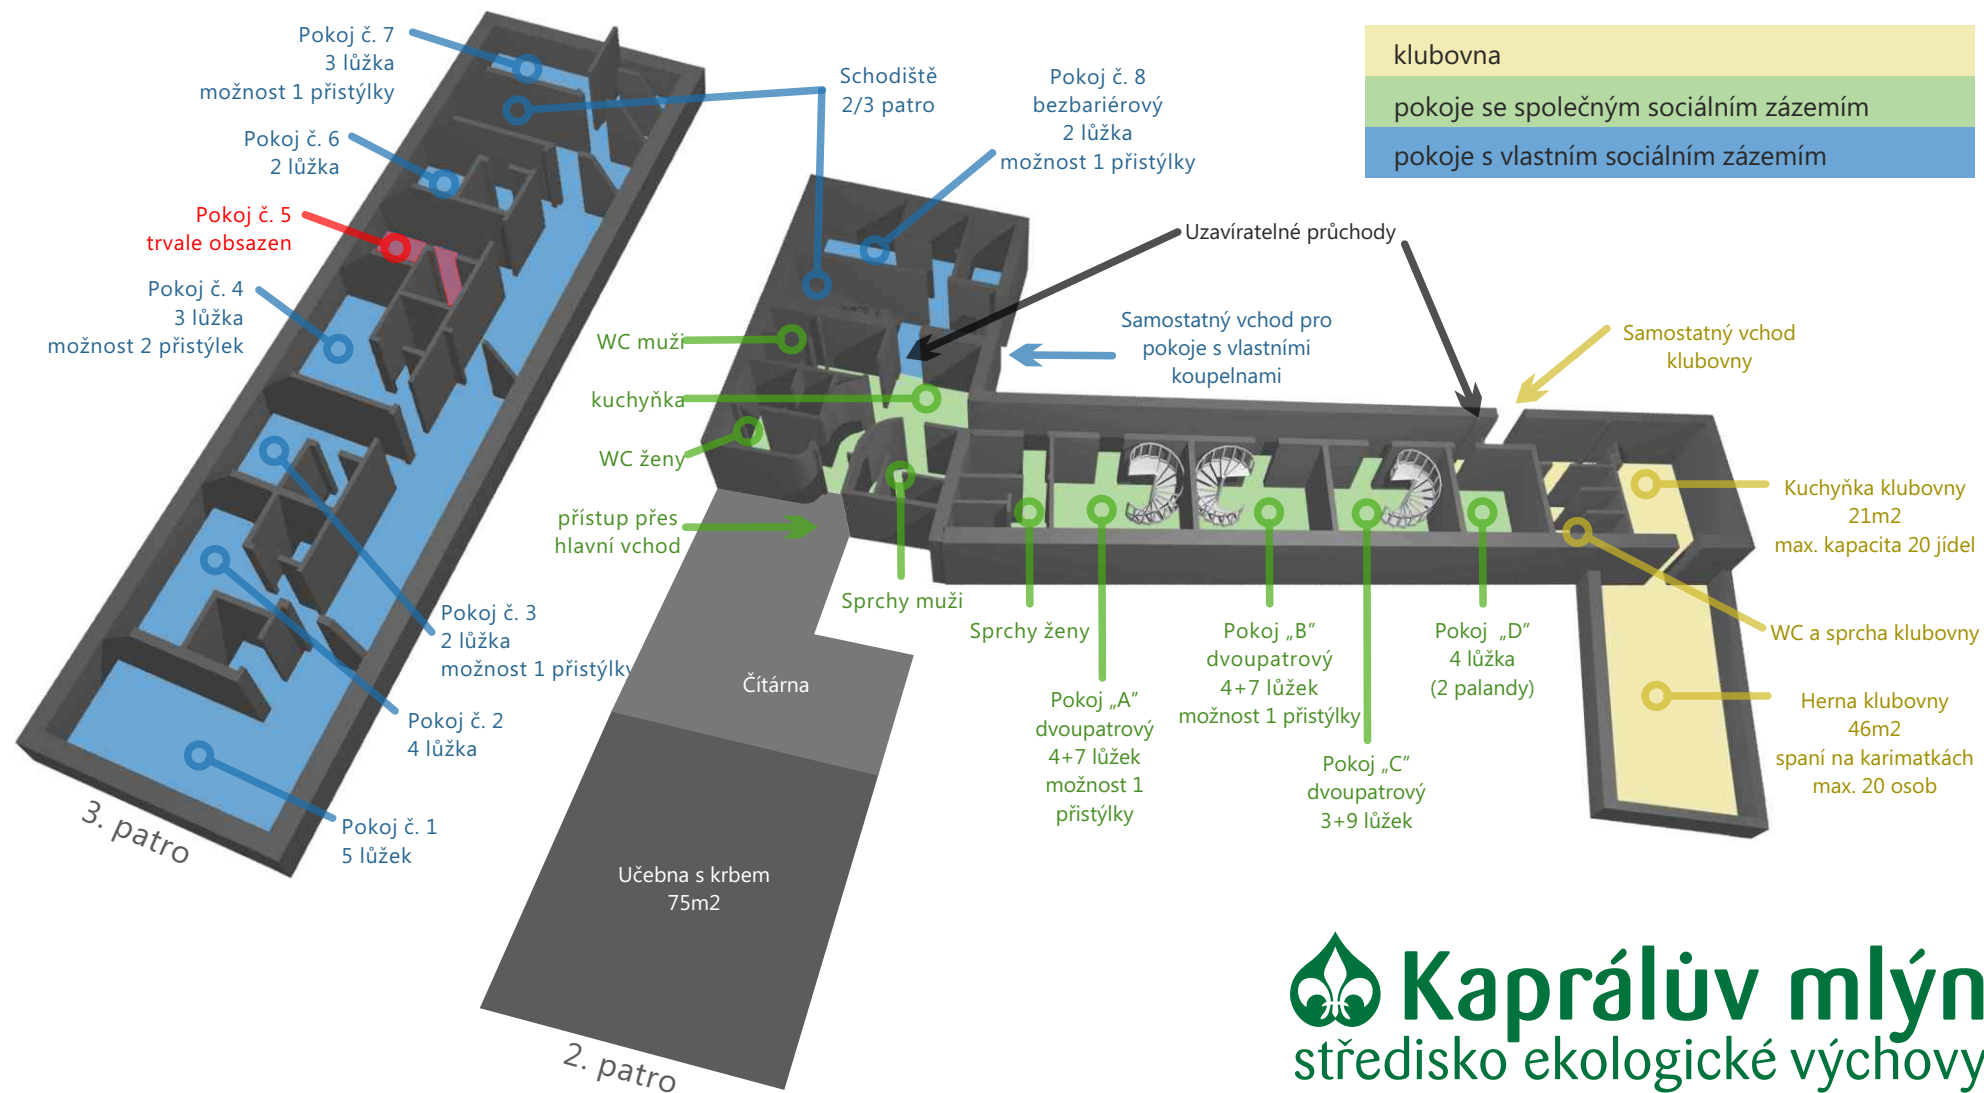 Pokoj č. 7
3 lůžka
možnost 1 přistýlky
Pokoj č. 6
2 lůžka
Pokoj č. 5
trvale obsazen
Pokoj č. 4
3 lůžka
možnost 2 přistýlek
Schodiště
2/3 patro
Pokoj č. 8
bezbariérový
2 lůžka
možnost 1 přistýlky
klubovna
pokoje se společným sociálním zázemím
pokoje s vlastním sociálním zázemím
Uzavíratelné průchody
Samostatný vchod pro
pokoje s vlastními
koupelnami
Samostatný vchod
klubovny
WC muži
kuchyňka
WC ženy
přístup přes
hlavní vchod
Sprchy muži
Sprchy ženy
Pokoj „A"
dvoupatrový
4+7 lůžek
možnost 1
přistýlky
Pokoj „B"
dvoupatrový
4+7 lůžek
možnost 1 přistýlky
Pokoj „C"
dvoupatrový
3+9 lůžek
Pokoj „D"
4 lůžka
(2 palandy)
Kuchyňka klubovny
21m2
max. kapacita 20 jídel
WC a sprcha klubovny
Herna klubovny
46m2
spaní na karimatkách
max. 20 osob
Pokoj č. 3
2 lůžka
možnost 1 přistýlky
Pokoj č. 2
4 lůžka
Pokoj č. 1
5 lůžek
3. patro
Čítárna
Učebna s krbem
75m2
2. patro
Kaprálův mlýn
středisko ekologické výchovy